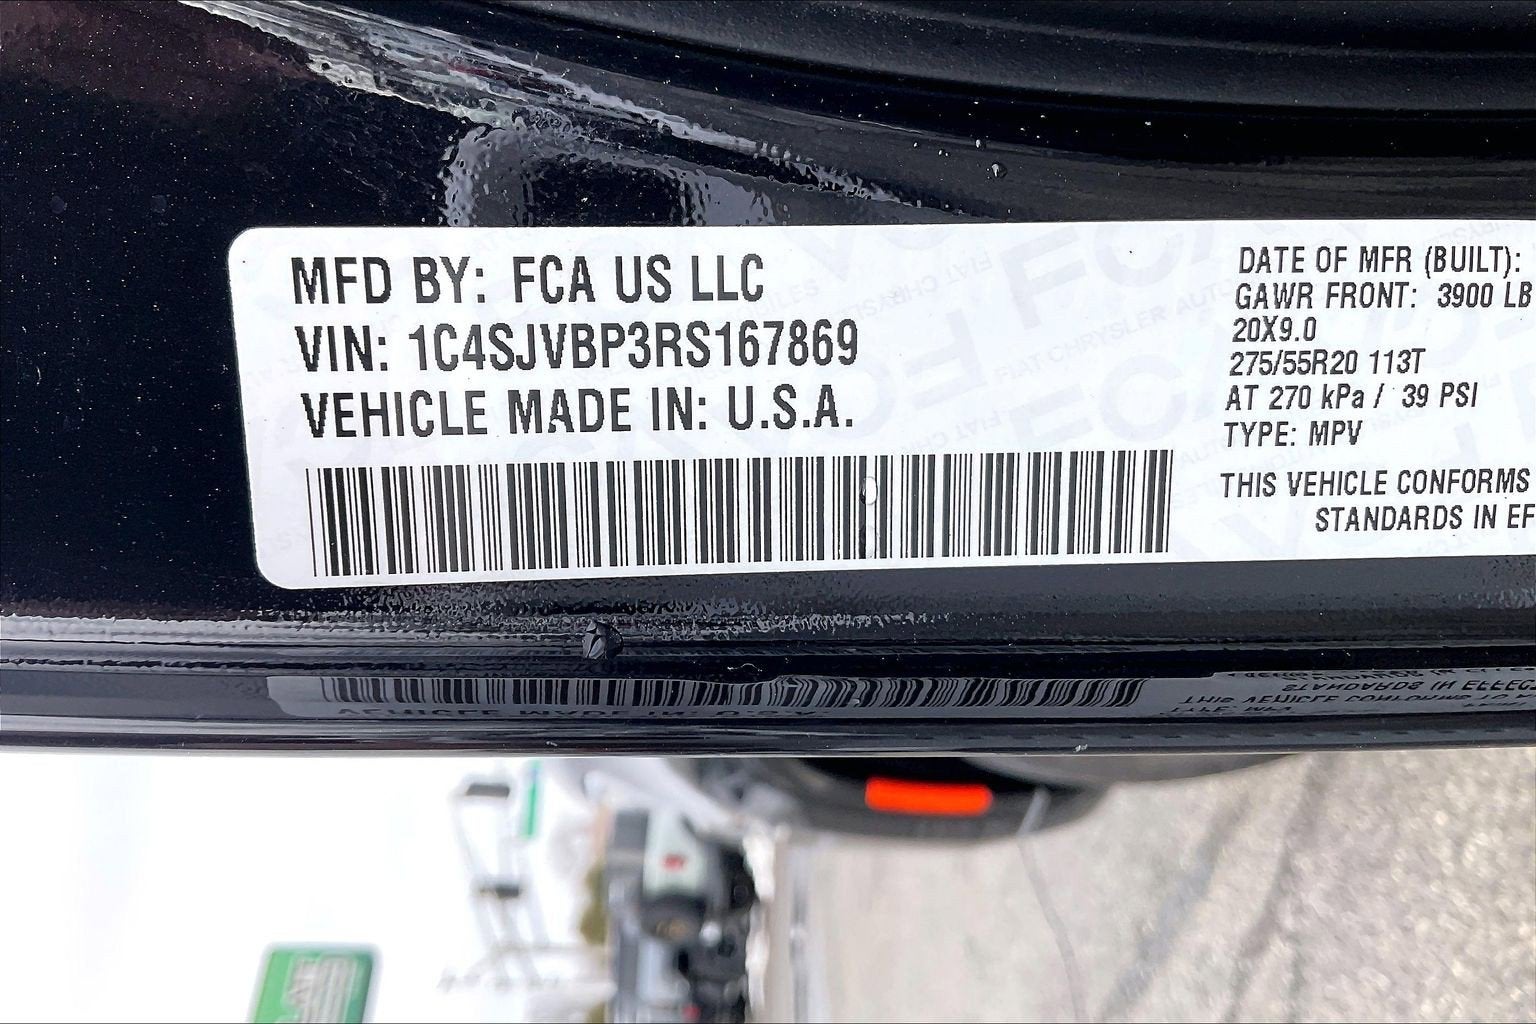 MFD BY: FCA US LLC
VIN: 1C4SJVBP3RS167869
VEHICLE MADE IN: U.S.A.
DATE OF MFR (BUILT):
GAWR FRONT: 3900 LB
20X9.0
275/55R20 113T
AT 270 kPa / 39 PSI
TYPE: MPV
THIS VEHICLE CONFORMS
STANDARDS IN EF